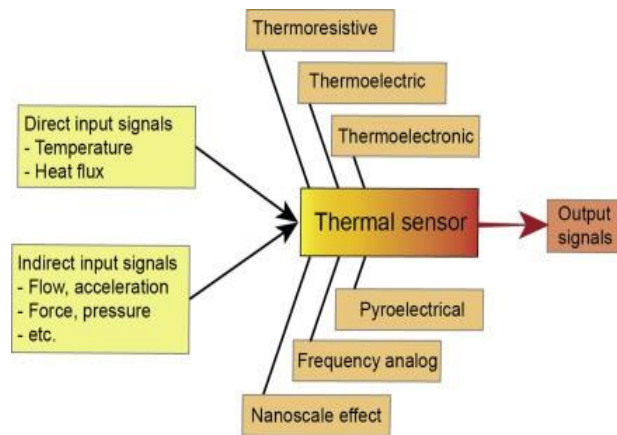 Thermoresistive
Thermoelectric
Thermoelectronic
Direct input signals
- Temperature
- Heat flux
Thermal sensor
Output
signals
Indirect input signals
- Flow, acceleration
- Force, pressure
- etc.
Pyroelectrical
Frequency analog
Nanoscale effect